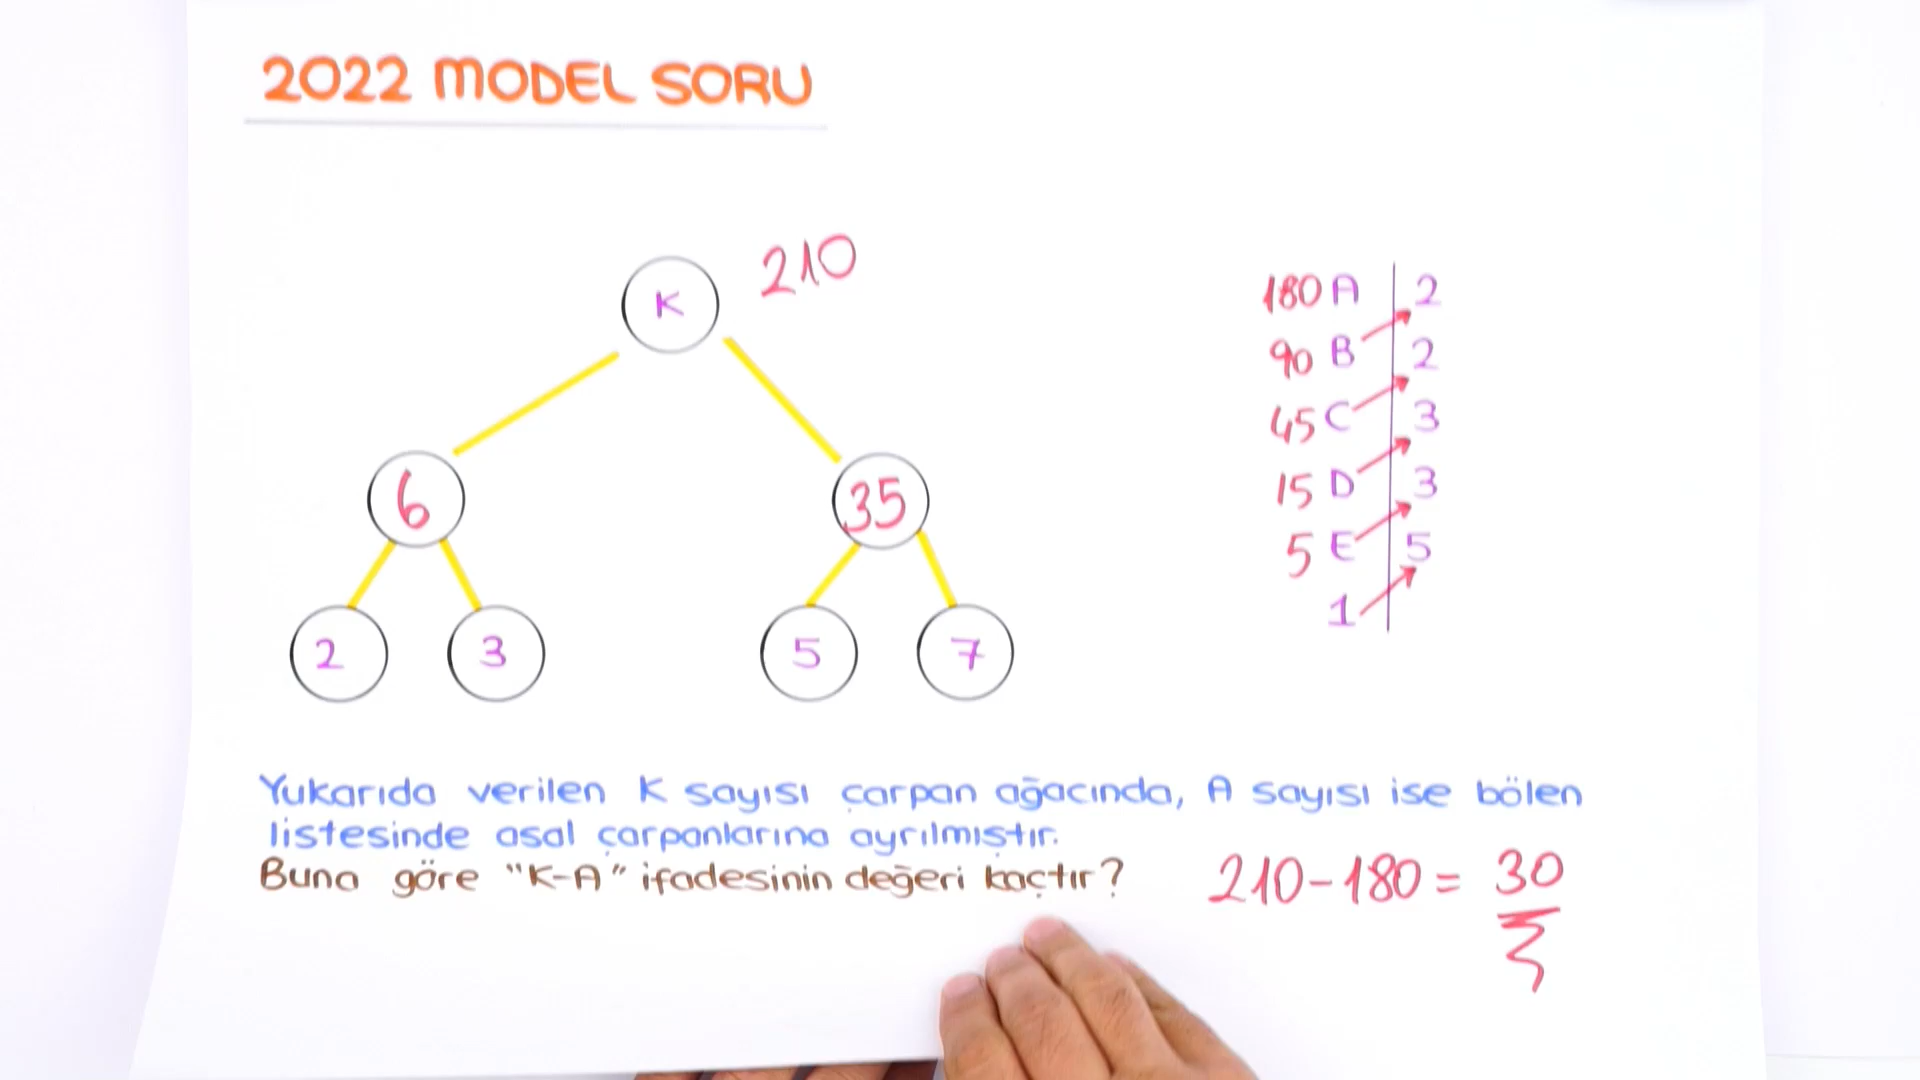 2022 MODEL SORU
K 210
6 35
2 3 5 7
180 A 2
90 B 2
45 C 3
15 D 3
5 E 5
1
Yukarıda verilen K sayısı çarpan ağacında, A sayısı ise bölen
listesinde asal çarpanlarına ayrılmıştır.
Buna göre "K-A" ifadesinin değeri kaçtır?
210-180= 30